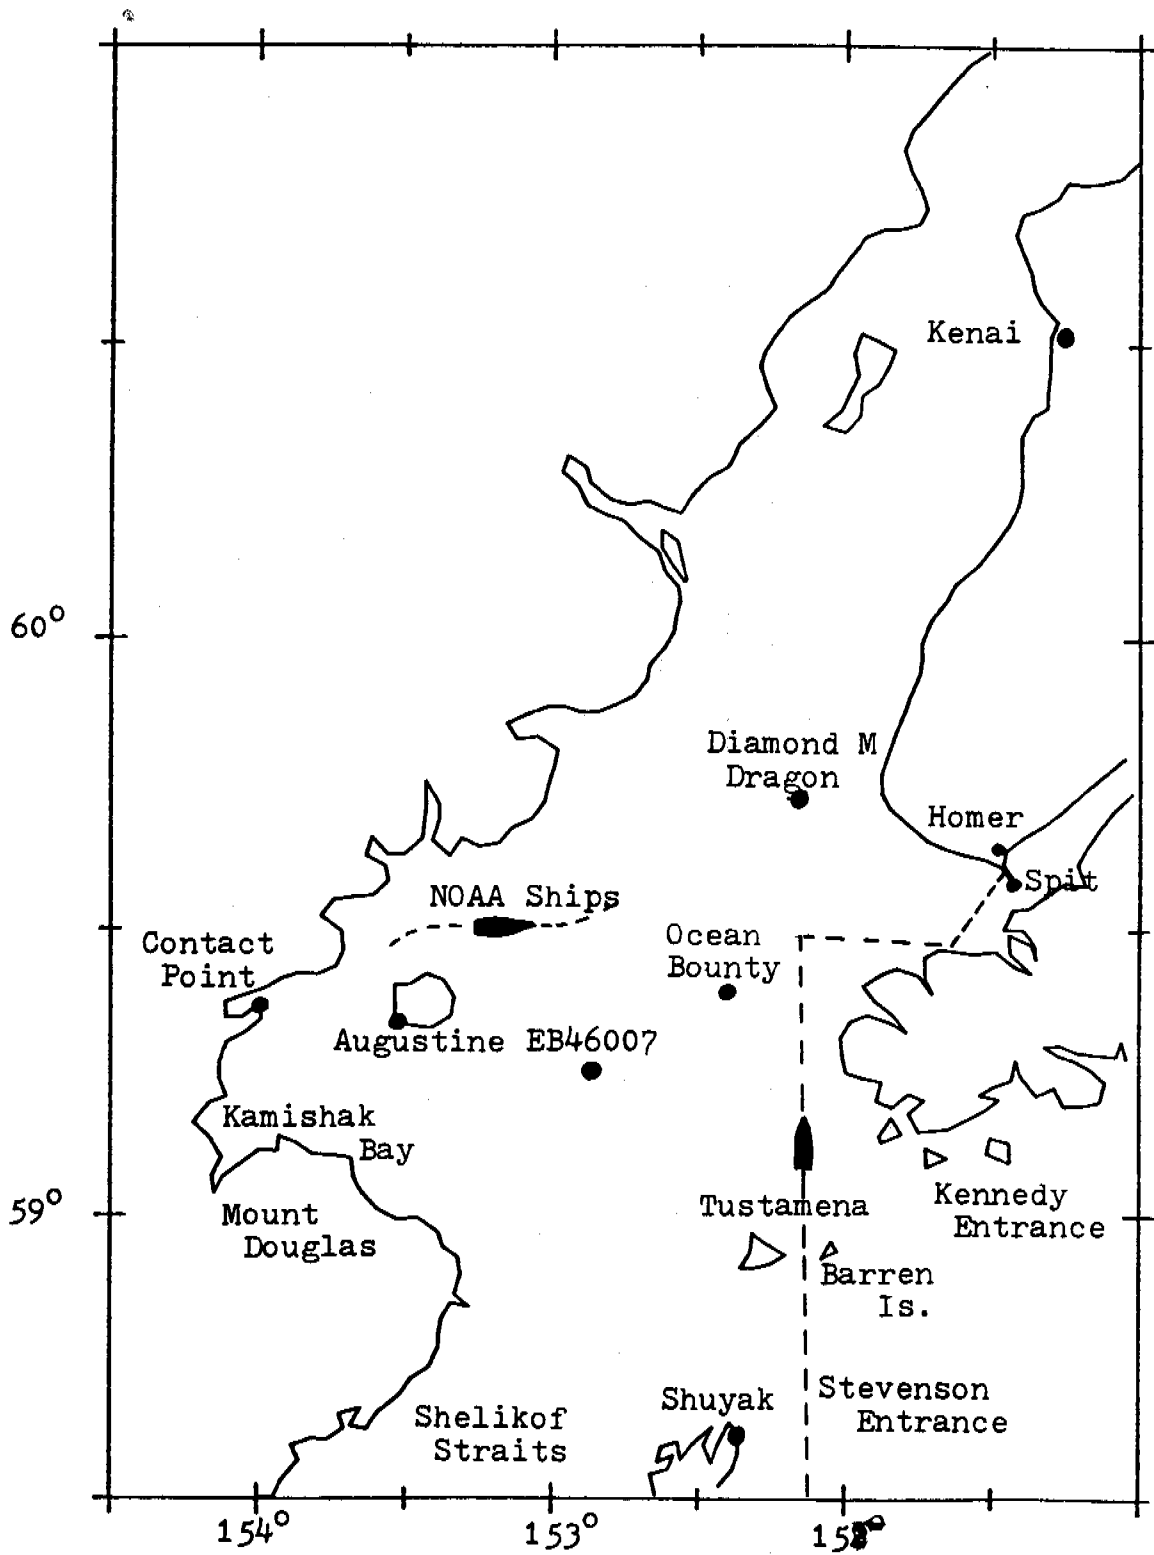 Kenai
60°
Diamond M
Dragon
Homer
Spit
NOAA Ships
Contact
Point
Ocean
Bounty
Augustine EB46007
Kamishak
Bay
59°
Mount
Douglas
Tustamena
Kennedy
Entrance
Barren
Is.
Shuyak
Stevenson
Entrance
Shelikof
Straits
154°
153°